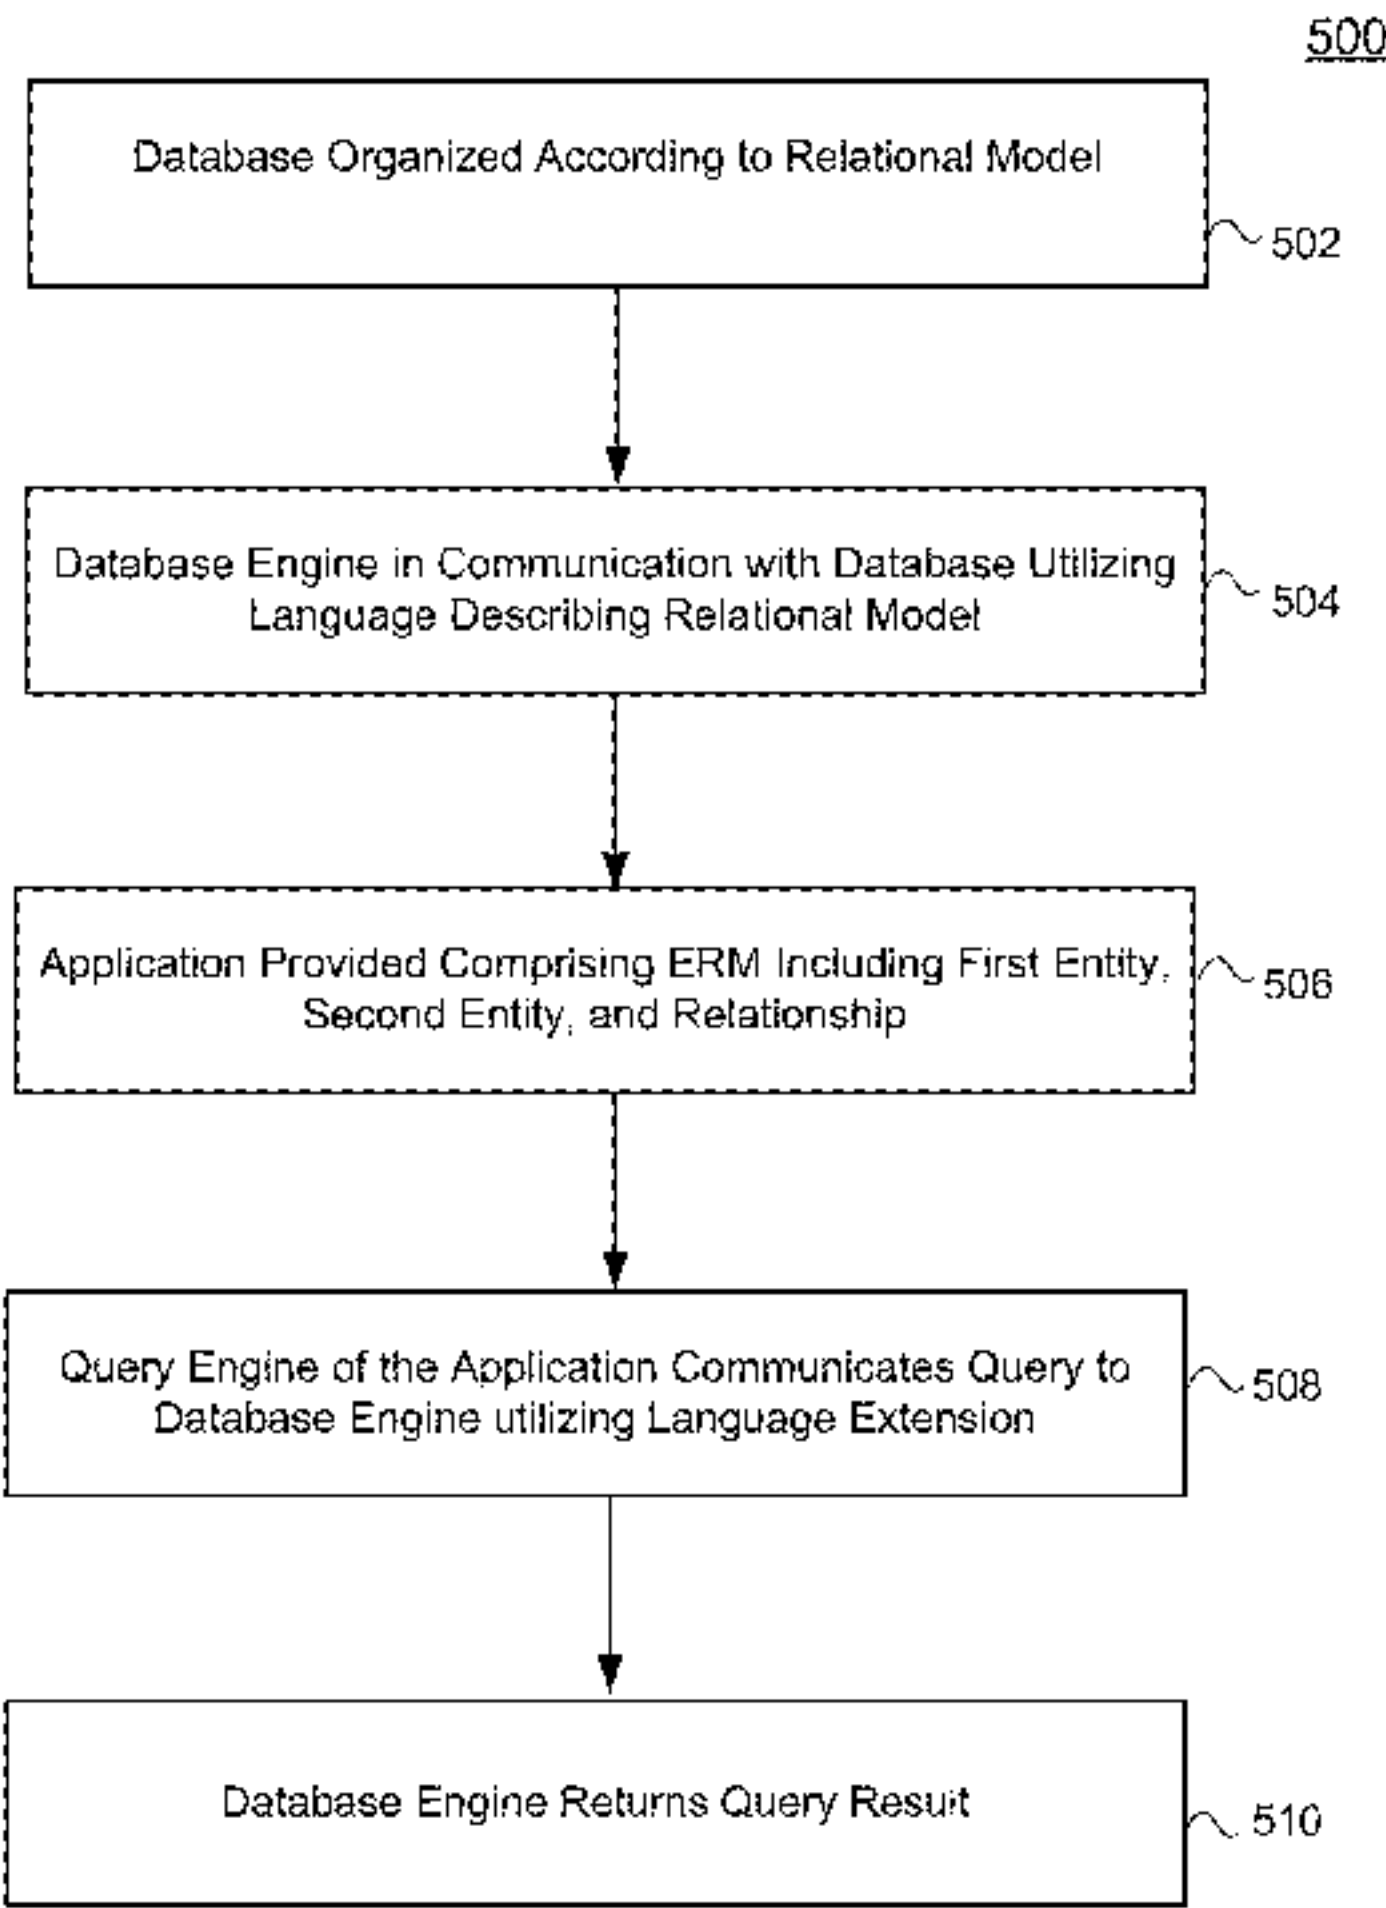 500
Database Organized According to Relational Model
502
Database Engine in Communication with Database Utilizing
Language Describing Relational Model
504
Application Provided Comprising ERM Including First Entity,
Second Entity, and Relationship
506
Query Engine of the Application Communicates Query to
Database Engine utilizing Language Extension
508
Database Engine Returns Query Result
510